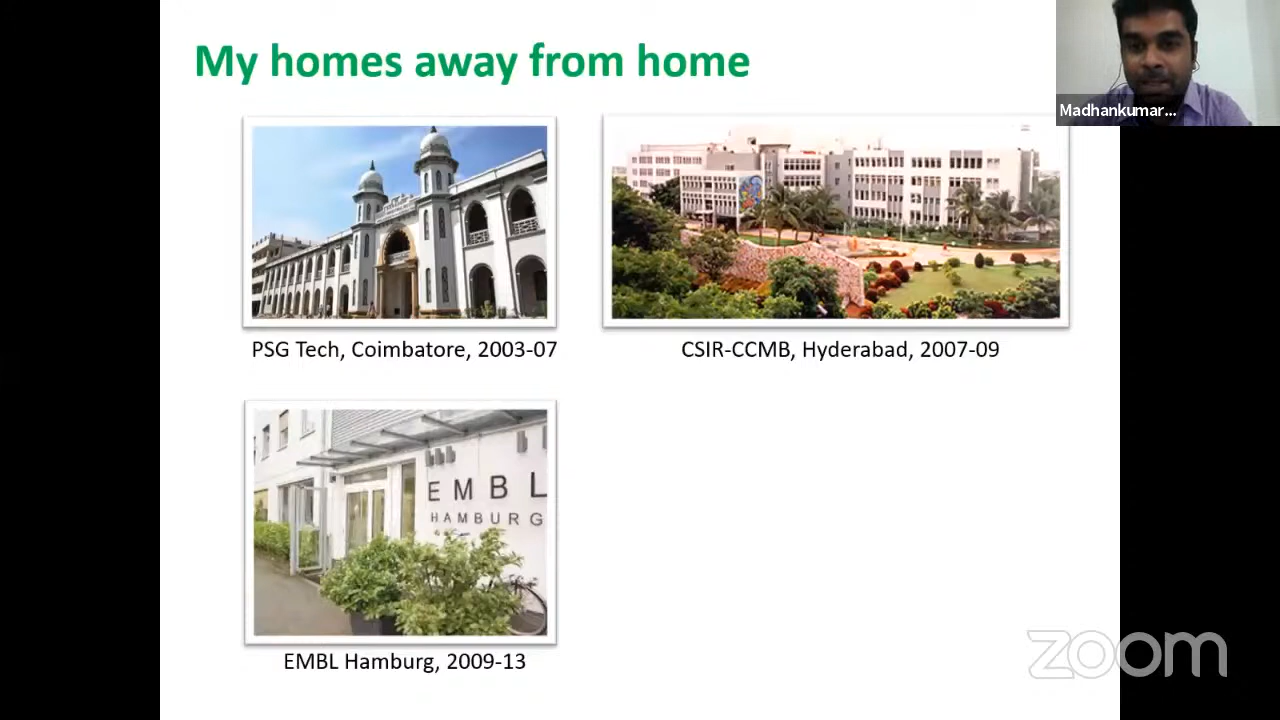 My homes away from home
Madhankumar...
PSG Tech, Coimbatore, 2003-07
CSIR-CCMB, Hyderabad, 2007-09
EMBL
HAMBURG
EMBL Hamburg, 2009-13
zoom